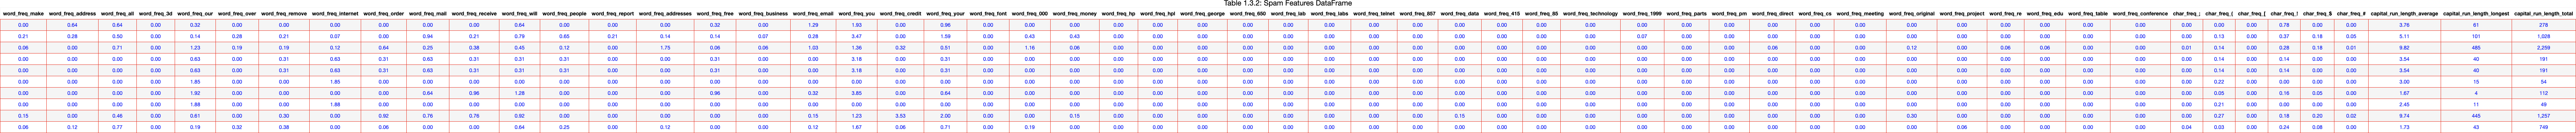 Table 1.3.2: Spam Features DataFrame
word_freq_make word_freq_address word_freq_all word_freq_3d word_freq_our word_freq_over word_freq_remove word_freq_internet word_freq_order word_freq_mail word_freq_receive word_freq_will word_freq_people word_freq_report word_freq_addresses word_freq_free word_freq_business word_freq_email word_freq_you word_freq_credit word_freq_your word_freq_font word_freq_000 word_freq_money word_freq_hp word_freq_hpl word_freq_george word_freq_650 word_freq_lab word_freq_labs word_freq_telnet word_freq_857 word_freq_data word_freq_415 word_freq_85 word_freq_technology word_freq_1999 word_freq_parts word_freq_pm word_freq_direct word_freq_cs word_freq_meeting word_freq_original word_freq_project word_freq_re word_freq_edu word_freq_table word_freq_conference char_freq_; char_freq_( char_freq_[ char_freq_! char_freq_$ char_freq_# capital_run_length_average capital_run_length_longest capital_run_length_total
0.00 0.64 0.64 0.00 0.32 0.00 0.00 0.00 0.00 0.00 0.00 0.64 0.00 0.00 0.00 0.32 0.00 1.29 1.93 0.00 0.96 0.00 0.00 0.00 0.00 0.00 0.00 0.00 0.00 0.00 0.00 0.00 0.00 0.00 0.00 0.00 0.00 0.00 0.00 0.00 0.00 0.00 0.00 0.00 0.00 0.00 0.00 0.00 0.00 0.00 0.00 0.78 0.00 0.00 3.76 61 278
0.21 0.28 0.50 0.00 0.14 0.28 0.21 0.07 0.00 0.94 0.21 0.79 0.65 0.21 0.14 0.14 0.07 0.28 3.47 0.00 1.59 0.00 0.43 0.43 0.00 0.00 0.00 0.00 0.00 0.00 0.00 0.00 0.00 0.00 0.00 0.00 0.07 0.00 0.00 0.00 0.00 0.00 0.00 0.00 0.00 0.00 0.00 0.00 0.00 0.13 0.00 0.37 0.18 0.05 5.11 101 1,028
0.06 0.00 0.71 0.00 1.23 0.19 0.19 0.12 0.64 0.25 0.38 0.45 0.12 0.00 1.75 0.06 0.06 1.03 1.36 0.32 0.51 0.00 1.16 0.06 0.00 0.00 0.00 0.00 0.00 0.00 0.00 0.00 0.00 0.00 0.00 0.00 0.00 0.00 0.00 0.06 0.00 0.00 0.12 0.00 0.06 0.06 0.00 0.00 0.01 0.14 0.00 0.28 0.18 0.01 9.82 485 2,259
0.00 0.00 0.00 0.00 0.63 0.00 0.31 0.63 0.31 0.63 0.31 0.31 0.31 0.00 0.00 0.31 0.00 0.00 3.18 0.00 0.31 0.00 0.00 0.00 0.00 0.00 0.00 0.00 0.00 0.00 0.00 0.00 0.00 0.00 0.00 0.00 0.00 0.00 0.00 0.00 0.00 0.00 0.00 0.00 0.00 0.00 0.00 0.00 0.00 0.14 0.00 0.14 0.00 0.00 3.54 40 191
0.00 0.00 0.00 0.00 0.63 0.00 0.31 0.63 0.31 0.63 0.31 0.31 0.31 0.00 0.00 0.31 0.00 0.00 3.18 0.00 0.31 0.00 0.00 0.00 0.00 0.00 0.00 0.00 0.00 0.00 0.00 0.00 0.00 0.00 0.00 0.00 0.00 0.00 0.00 0.00 0.00 0.00 0.00 0.00 0.00 0.00 0.00 0.00 0.00 0.14 0.00 0.14 0.00 0.00 3.54 40 191
0.00 0.00 0.00 0.00 1.85 0.00 0.00 1.85 0.00 0.00 0.00 0.00 0.00 0.00 0.00 0.00 0.00 0.00 0.00 0.00 0.00 0.00 0.00 0.00 0.00 0.00 0.00 0.00 0.00 0.00 0.00 0.00 0.00 0.00 0.00 0.00 0.00 0.00 0.00 0.00 0.00 0.00 0.00 0.00 0.00 0.00 0.00 0.00 0.00 0.22 0.00 0.00 0.00 0.00 3.00 15 54
0.00 0.00 0.00 0.00 1.92 0.00 0.00 0.00 0.00 0.64 0.96 1.28 0.00 0.00 0.00 0.96 0.00 0.32 3.85 0.00 0.64 0.00 0.00 0.00 0.00 0.00 0.00 0.00 0.00 0.00 0.00 0.00 0.00 0.00 0.00 0.00 0.00 0.00 0.00 0.00 0.00 0.00 0.00 0.00 0.00 0.00 0.00 0.00 0.00 0.05 0.00 0.16 0.05 0.00 1.67 4 112
0.00 0.00 0.00 0.00 1.88 0.00 0.00 1.88 0.00 0.00 0.00 0.00 0.00 0.00 0.00 0.00 0.00 0.00 0.00 0.00 0.00 0.00 0.00 0.00 0.00 0.00 0.00 0.00 0.00 0.00 0.00 0.00 0.00 0.00 0.00 0.00 0.00 0.00 0.00 0.00 0.00 0.00 0.00 0.00 0.00 0.00 0.00 0.00 0.00 0.21 0.00 0.00 0.00 0.00 2.45 11 49
0.15 0.00 0.46 0.00 0.61 0.00 0.30 0.00 0.92 0.76 0.76 0.92 0.00 0.00 0.00 0.00 0.00 0.15 1.23 3.53 2.00 0.00 0.00 0.15 0.00 0.00 0.00 0.00 0.00 0.00 0.00 0.00 0.15 0.00 0.00 0.00 0.00 0.00 0.00 0.00 0.00 0.00 0.30 0.00 0.00 0.00 0.00 0.00 0.00 0.27 0.00 0.18 0.20 0.02 9.74 445 1,257
0.06 0.12 0.77 0.00 0.19 0.32 0.38 0.00 0.06 0.00 0.00 0.64 0.25 0.00 0.12 0.00 0.00 0.12 1.67 0.06 0.71 0.00 0.19 0.00 0.00 0.00 0.00 0.00 0.00 0.00 0.00 0.00 0.00 0.00 0.00 0.00 0.00 0.00 0.00 0.00 0.00 0.00 0.00 0.06 0.00 0.00 0.00 0.00 0.04 0.03 0.00 0.24 0.08 0.00 1.73 43 749